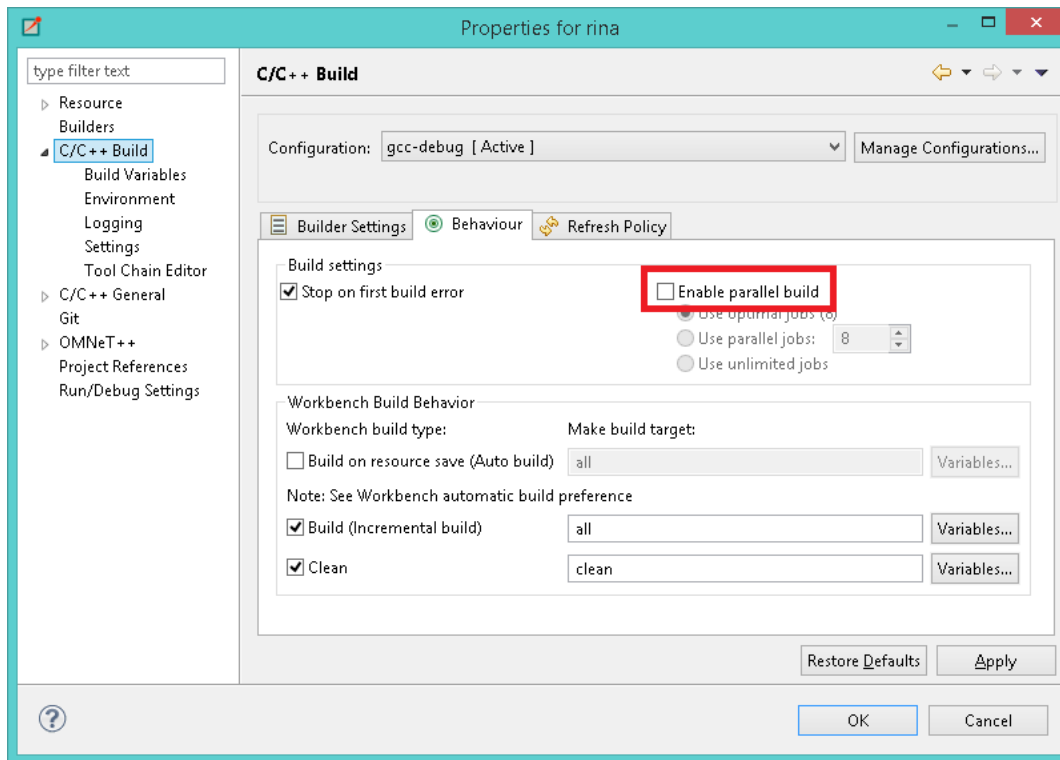 Properties for rina
type filter text
Resource
Builders
C/C++ Build
Build Variables
Environment
Logging
Settings
Tool Chain Editor
C/C++ General
Git
OMNeT++
Project References
Run/Debug Settings
C/C++ Build
Configuration: gcc-debug [ Active ] Manage Configurations...
Builder Settings Behaviour Refresh Policy
Build settings
Stop on first build error Enable parallel build
Use optimal jobs (8)
Use parallel jobs: 8
Use unlimited jobs
Workbench Build Behavior
Workbench build type: Make build target:
Build on resource save (Auto build) all Variables...
Note: See Workbench automatic build preference
Build (Incremental build) all Variables...
Clean clean Variables...
Restore Defaults Apply
OK Cancel